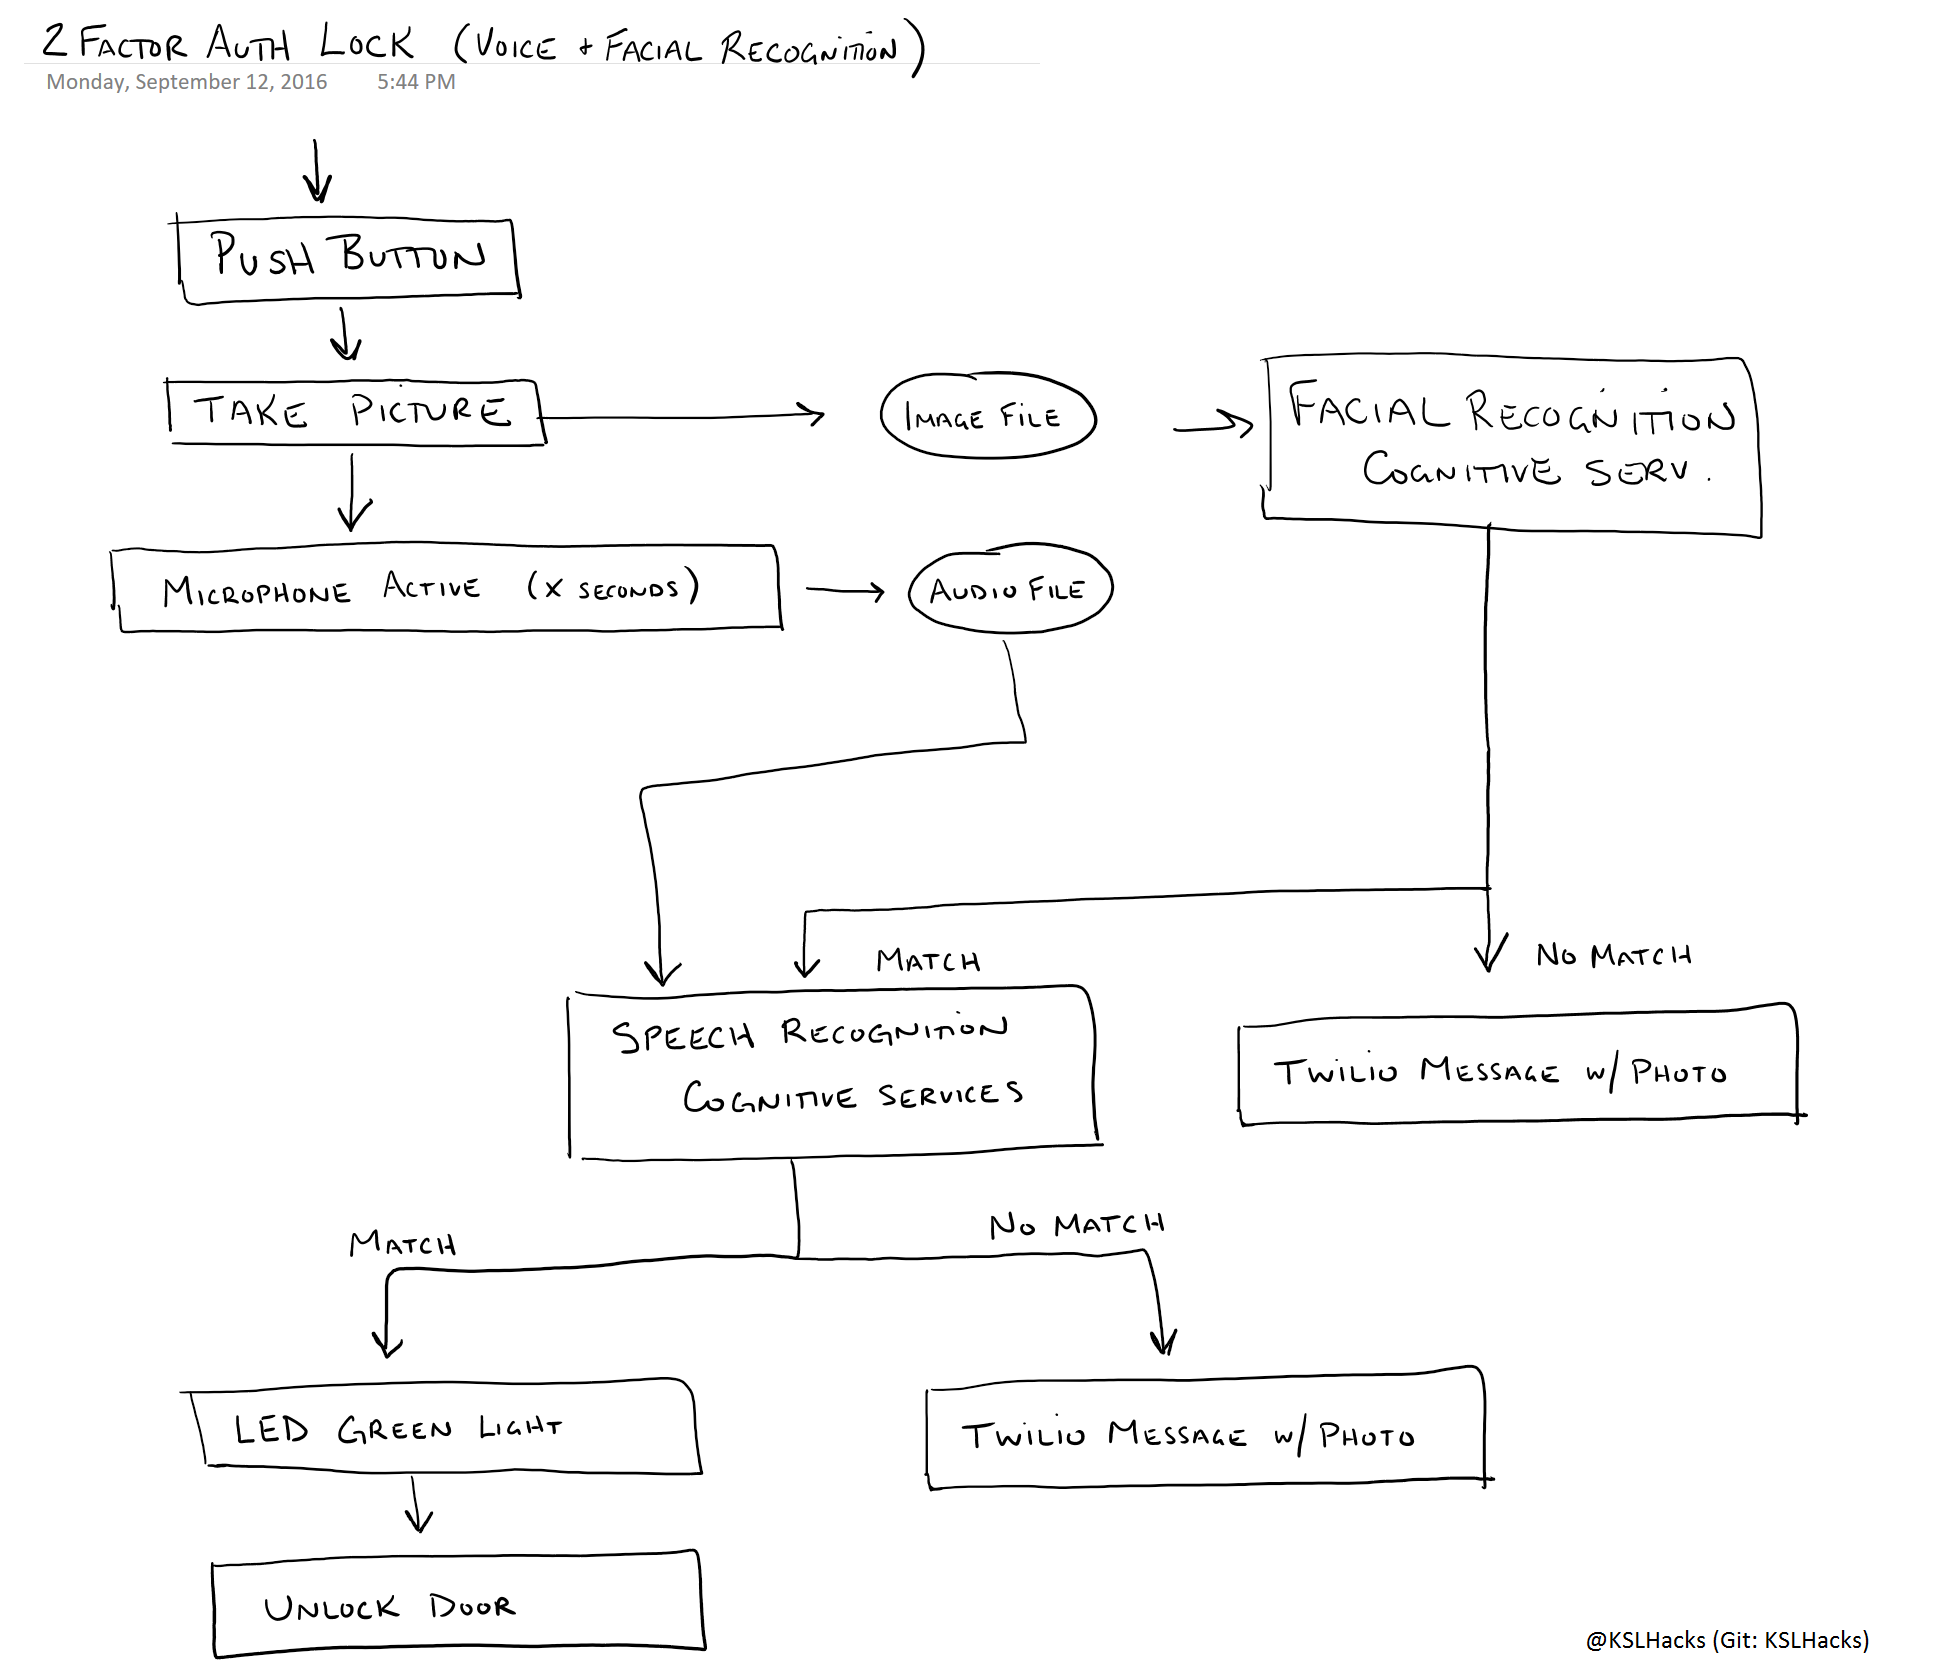 2 FACTOR AUTH LOCK (VOICE + FACIAL RECOGNITION)
Monday, September 12, 2016 5:44 PM
PUSH BUTTON
TAKE PICTURE
IMAGE FILE
FACIAL RECOGNITION
COGNITIVE SERV.
MICROPHONE ACTIVE (X SECONDS)
AUDIO FILE
MATCH
NO MATCH
SPEECH RECOGNITION
COGNITIVE SERVICES
TWILIO MESSAGE W/ PHOTO
MATCH
NO MATCH
LED GREEN LIGHT
TWILIO MESSAGE W/ PHOTO
UNLOCK DOOR
@KSLHacks (Git: KSLHacks)